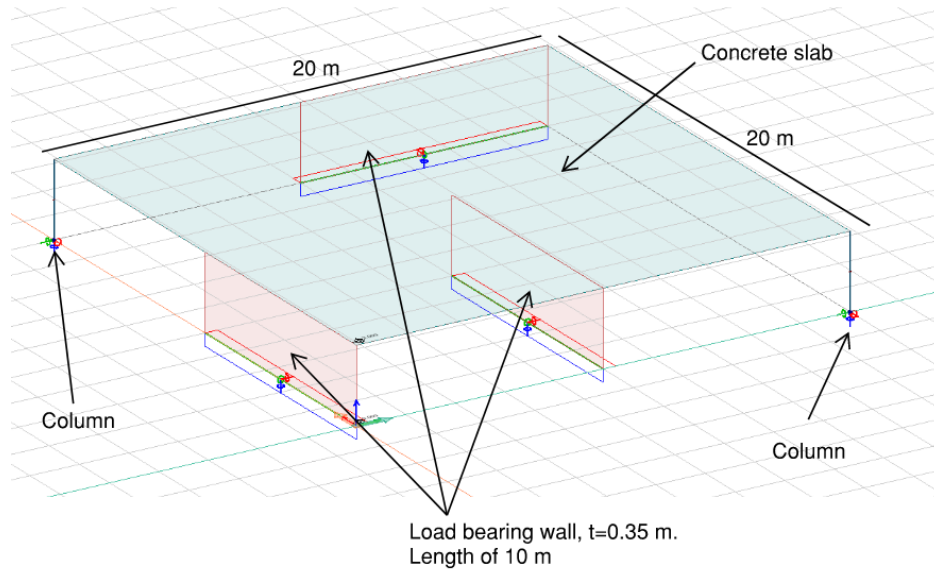 20 m
Concrete slab
20 m
Column
Column
Load bearing wall, t=0.35 m.
Length of 10 m